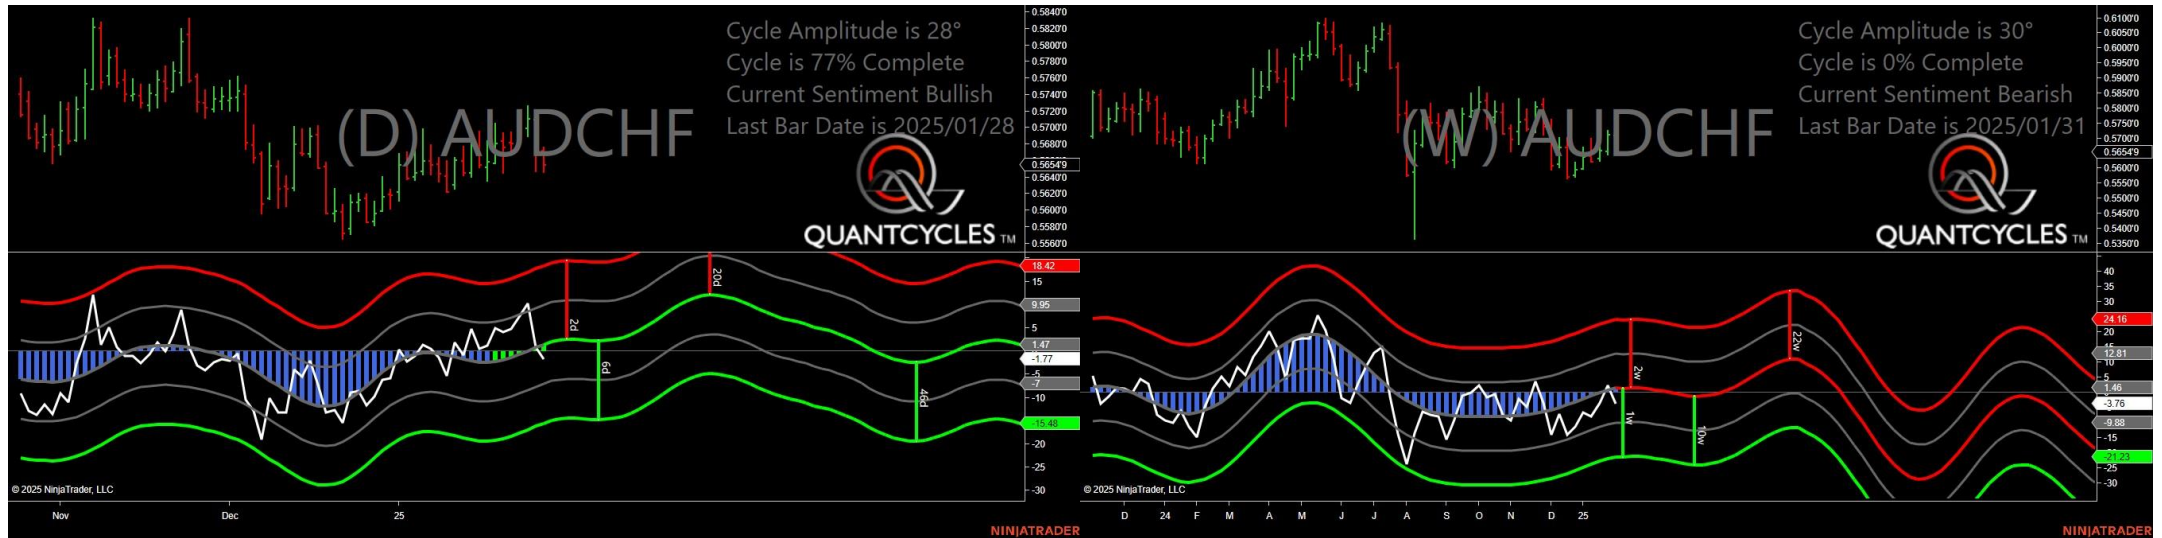 Cycle Amplitude is 28°
Cycle is 77% Complete
Current Sentiment Bullish
Last Bar Date is 2025/01/28
(D) AUDCHF
QUANTCYCLES TM
0.5840'0
0.5820'0
0.5800'0
0.5780'0
0.5760'0
0.5740'0
0.5720'0
0.5700'0
0.5680'0
0.5654'9
0.5640'0
0.5620'0
0.5600'0
0.5580'0
0.5560'0
2d
6d
20d
46d
18.42
15
9.95
5
1.47
-1.77
-5
-7
-10
-15.48
-20
-25
-30
© 2025 NinjaTrader, LLC
Nov
Dec
25
NINJATRADER
Cycle Amplitude is 30°
Cycle is 0% Complete
Current Sentiment Bearish
Last Bar Date is 2025/01/31
(W) AUDCHF
QUANTCYCLES TM
0.6100'0
0.6050'0
0.6000'0
0.5950'0
0.5900'0
0.5850'0
0.5800'0
0.5750'0
0.5700'0
0.5654'9
0.5600'0
0.5550'0
0.5500'0
0.5450'0
0.5400'0
0.5350'0
2w
1w
10w
22w
40
35
30
24.16
20
15
12.81
10
5
1.46
-3.76
-9.88
-15
-21.23
-25
-30
© 2025 NinjaTrader, LLC
D
24
F
M
A
M
J
J
A
S
O
N
D
25
NINJATRADER